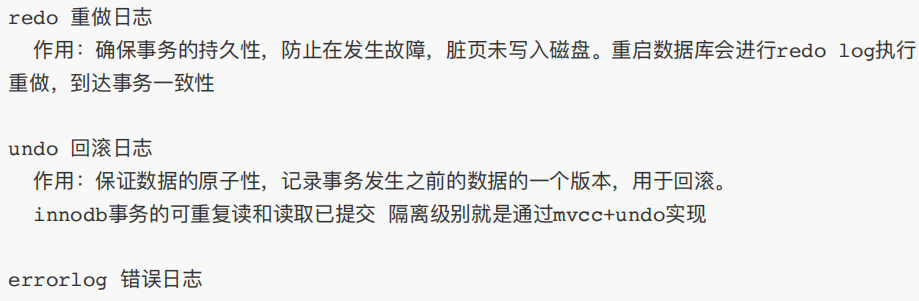 redo 重做日志
作用：确保事务的持久性，防止在发生故障，脏页未写入磁盘。重启数据库会进行redo log执行
重做，到达事务一致性
undo 回滚日志
作用：保证数据的原子性，记录事务发生之前的数据的一个版本，用于回滚。
innodb事务的可重复读和读取已提交 隔离级别就是通过mvcc+undo实现
errorlog 错误日志